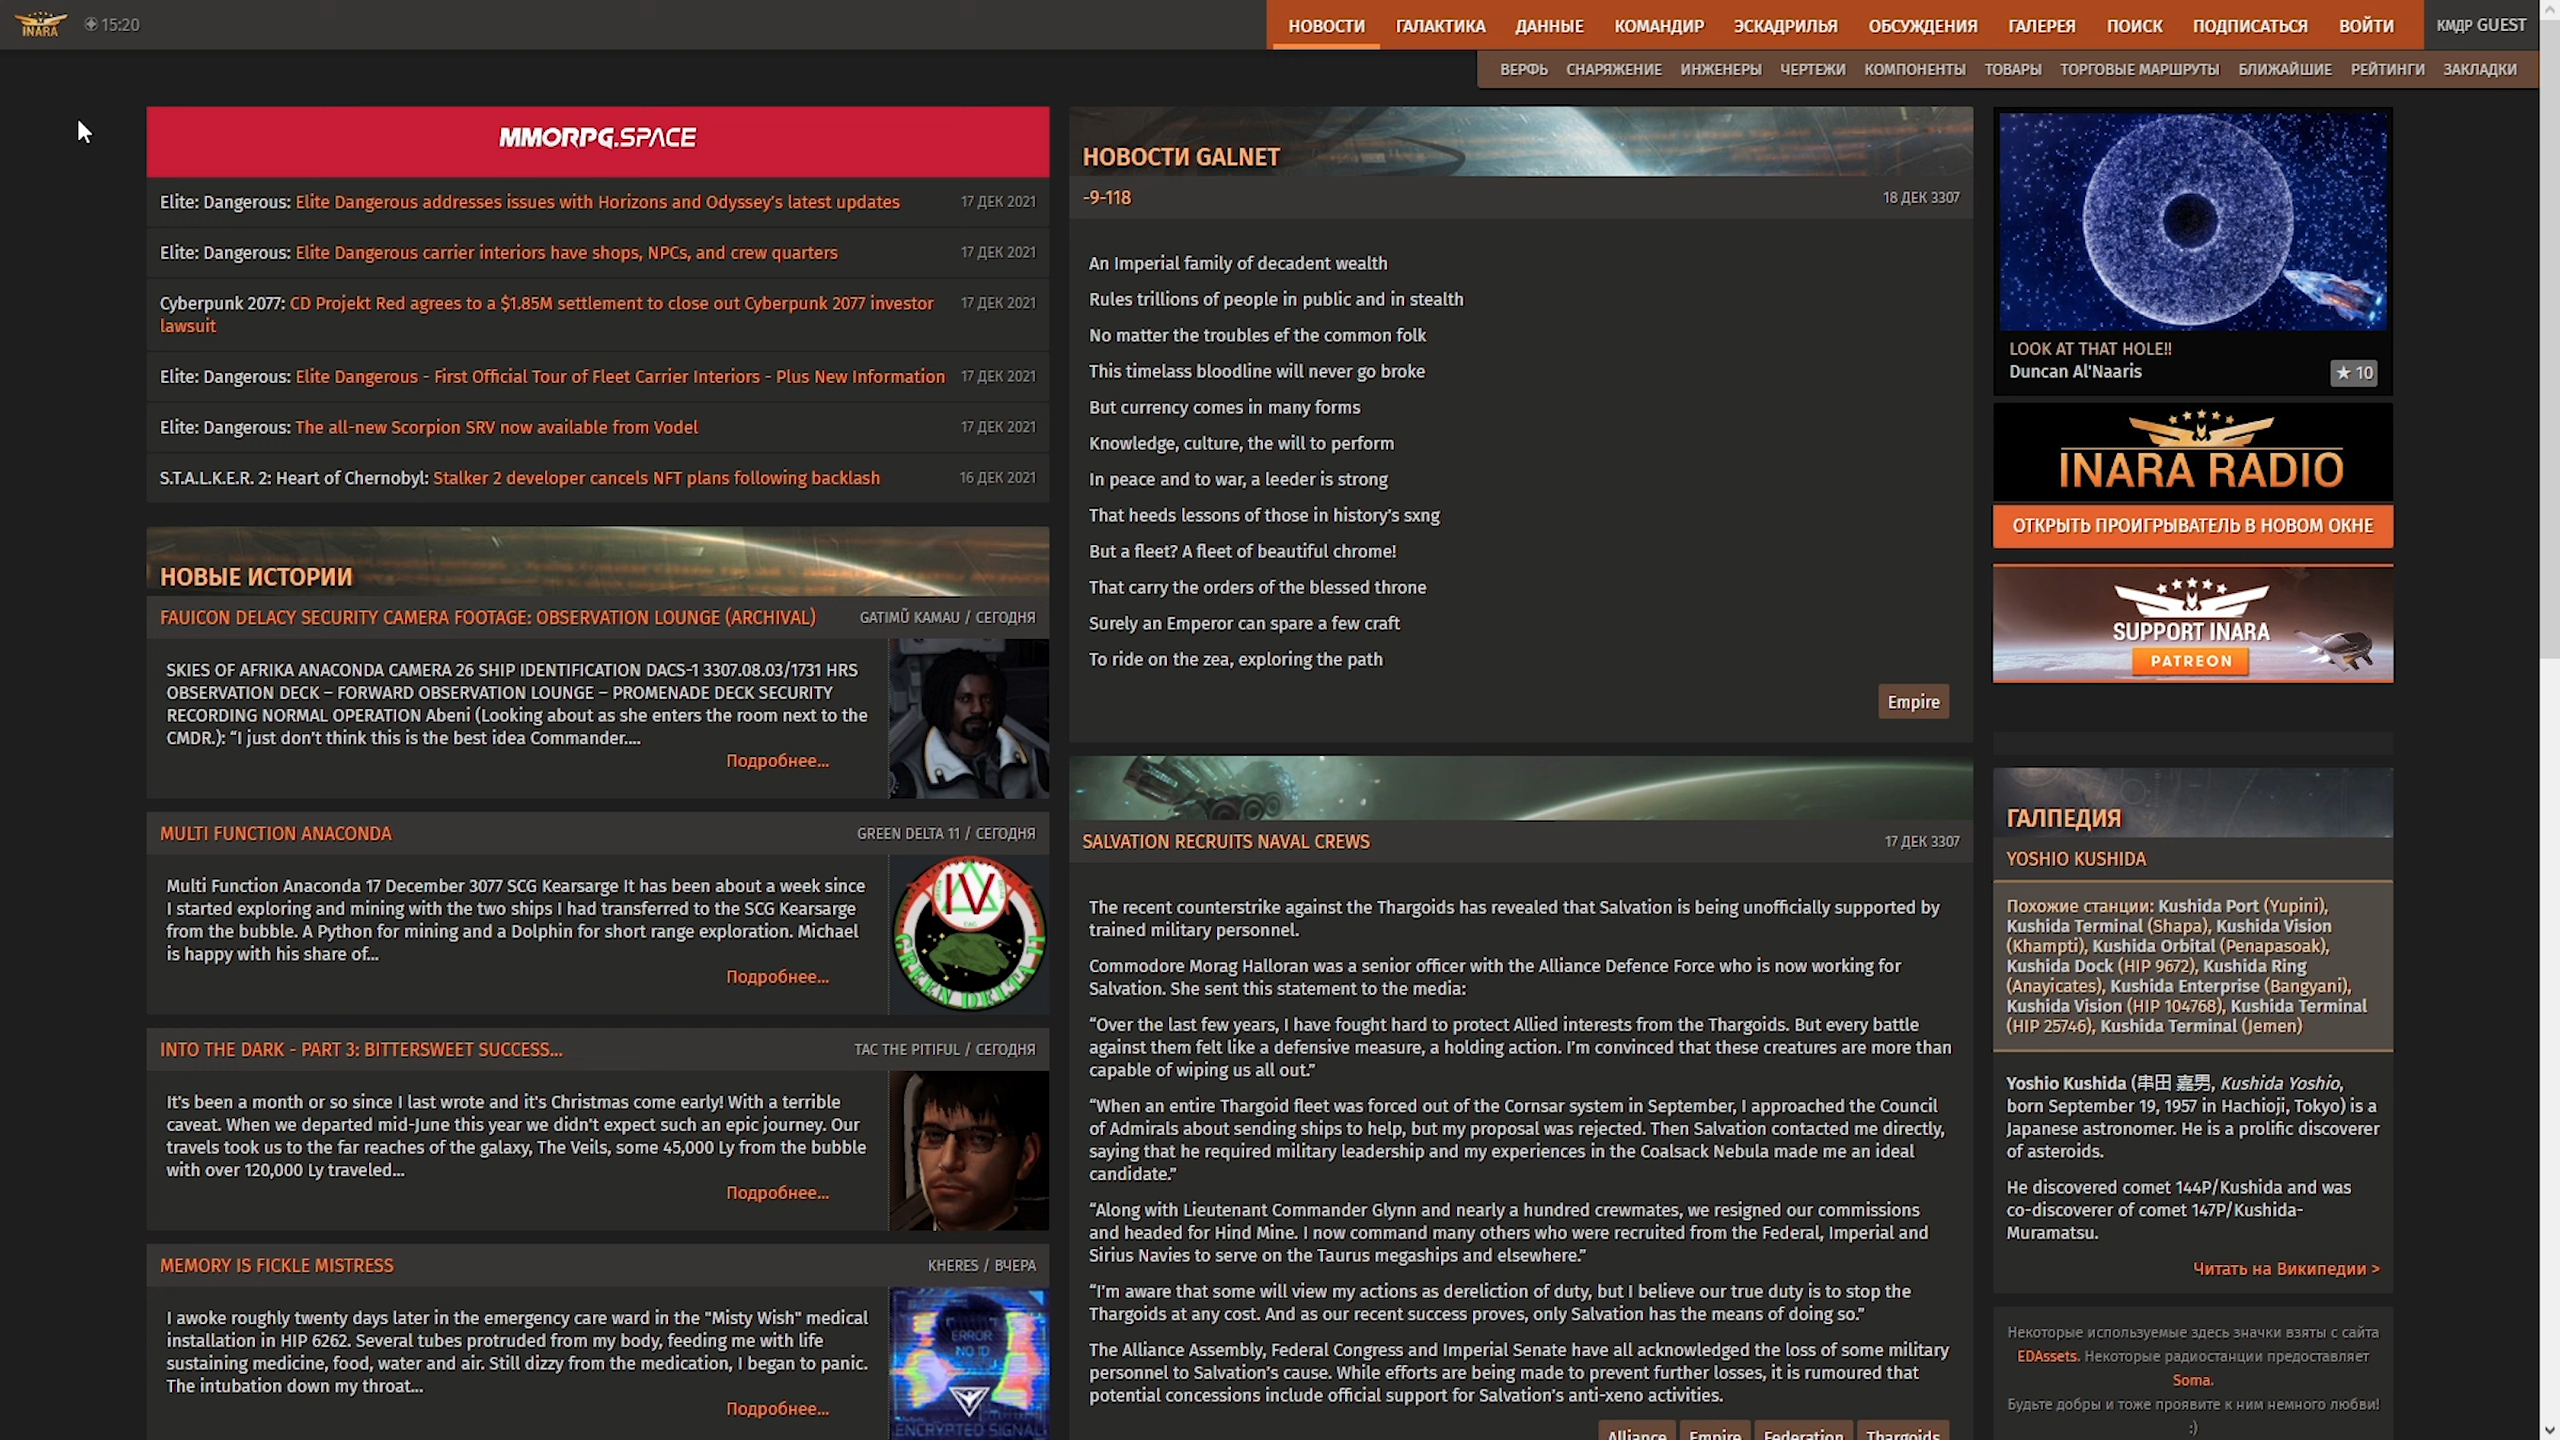 INARA
15:20
НОВОСТИ ГАЛАКТИКА ДАННЫЕ КОМАНДИР ЭСКАДРИЛЬЯ ОБСУЖДЕНИЯ ГАЛЕРЕЯ ПОИСК ПОДПИСАТЬСЯ ВОЙТИ КМДР GUEST
ВЕРФЬ СНАРЯЖЕНИЕ ИНЖЕНЕРЫ ЧЕРТЕЖИ КОМПОНЕНТЫ ТОВАРЫ ТОРГОВЫЕ МАРШРУТЫ БЛИЖАЙШИЕ РЕЙТИНГИ ЗАКЛАДКИ
MMORPG.SPACE
Elite: Dangerous: Elite Dangerous addresses issues with Horizons and Odyssey's latest updates 17 ДЕК 2021
Elite: Dangerous: Elite Dangerous carrier interiors have shops, NPCs, and crew quarters 17 ДЕК 2021
Cyberpunk 2077: CD Projekt Red agrees to a $1.85M settlement to close out Cyberpunk 2077 investor 17 ДЕК 2021
lawsuit
Elite: Dangerous: Elite Dangerous - First Official Tour of Fleet Carrier Interiors - Plus New Information 17 ДЕК 2021
Elite: Dangerous: The all-new Scorpion SRV now available from Vodel 17 ДЕК 2021
S.T.A.L.K.E.R. 2: Heart of Chernobyl: Stalker 2 developer cancels NFT plans following backlash 16 ДЕК 2021
НОВЫЕ ИСТОРИИ
FAUICON DELACY SECURITY CAMERA FOOTAGE: OBSERVATION LOUNGE (ARCHIVAL) GATIMŨ KAMAU / СЕГОДНЯ
SKIES OF AFRIKA ANACONDA CAMERA 26 SHIP IDENTIFICATION DACS-1 3307.08.03/1731 HRS
OBSERVATION DECK – FORWARD OBSERVATION LOUNGE – PROMENADE DECK SECURITY
RECORDING NORMAL OPERATION Abeni (Looking about as she enters the room next to the
CMDR.): “I just don’t think this is the best idea Commander....
Подробнее...
MULTI FUNCTION ANACONDA GREEN DELTA 11 / СЕГОДНЯ
Multi Function Anaconda 17 December 3077 SCG Kearsarge It has been about a week since
I started exploring and mining with the two ships I had transferred to the SCG Kearsarge
from the bubble. A Python for mining and a Dolphin for short range exploration. Michael
is happy with his share of...
Подробнее...
IV
GREEN DELTA 11
INTO THE DARK - PART 3: BITTERSWEET SUCCESS... TAC THE PITIFUL / СЕГОДНЯ
It's been a month or so since I last wrote and it's Christmas come early! With a terrible
caveat. When we departed mid-June this year we didn't expect such an epic journey. Our
travels took us to the far reaches of the galaxy, The Veils, some 45,000 Ly from the bubble
with over 120,000 Ly traveled...
Подробнее...
MEMORY IS FICKLE MISTRESS KHERES / ВЧЕРА
I awoke roughly twenty days later in the emergency care ward in the "Misty Wish" medical
installation in HIP 6262. Several tubes protruded from my body, feeding me with life
sustaining medicine, food, water and air. Still dizzy from the medication, I began to panic.
The intubation down my throat...
Подробнее...
ERROR
NO ID
ENCRYPTED SIGNAL
НОВОСТИ GALNET
-9-118 18 ДЕК 3307
An Imperial family of decadent wealth
Rules trillions of people in public and in stealth
No matter the troubles ef the common folk
This timelass bloodline will never go broke
But currency comes in many forms
Knowledge, culture, the will to perform
In peace and to war, a leeder is strong
That heeds lessons of those in history’s sxng
But a fleet? A fleet of beautiful chrome!
That carry the orders of the blessed throne
Surely an Emperor can spare a few craft
To ride on the zea, exploring the path
Empire
SALVATION RECRUITS NAVAL CREWS 17 ДЕК 3307
The recent counterstrike against the Thargoids has revealed that Salvation is being unofficially supported by
trained military personnel.
Commodore Morag Halloran was a senior officer with the Alliance Defence Force who is now working for
Salvation. She sent this statement to the media:
“Over the last few years, I have fought hard to protect Allied interests from the Thargoids. But every battle
against them felt like a defensive measure, a holding action. I’m convinced that these creatures are more than
capable of wiping us all out.”
“When an entire Thargoid fleet was forced out of the Cornsar system in September, I approached the Council
of Admirals about sending ships to help, but my proposal was rejected. Then Salvation contacted me directly,
saying that he required military leadership and my experiences in the Coalsack Nebula made me an ideal
candidate.”
“Along with Lieutenant Commander Glynn and nearly a hundred crewmates, we resigned our commissions
and headed for Hind Mine. I now command many others who were recruited from the Federal, Imperial and
Sirius Navies to serve on the Taurus megaships and elsewhere.”
“I’m aware that some will view my actions as dereliction of duty, but I believe our true duty is to stop the
Thargoids at any cost. And as our recent success proves, only Salvation has the means of doing so.”
The Alliance Assembly, Federal Congress and Imperial Senate have all acknowledged the loss of some military
personnel to Salvation’s cause. While efforts are being made to prevent further losses, it is rumoured that
potential concessions include official support for Salvation’s anti-xeno activities.
Alliance Empire Federation Thargoids
LOOK AT THAT HOLE!!
Duncan Al'Naaris
★ 10
INARA RADIO
ОТКРЫТЬ ПРОИГРЫВАТЕЛЬ В НОВОМ ОКНЕ
SUPPORT INARA
PATREON
ГАЛПЕДИЯ
YOSHIO KUSHIDA
Похожие станции: Kushida Port (Yupini),
Kushida Terminal (Shapa), Kushida Vision
(Khampti), Kushida Orbital (Penapasoak),
Kushida Dock (HIP 9672), Kushida Ring
(Anayicates), Kushida Enterprise (Bangyani),
Kushida Vision (HIP 104768), Kushida Terminal
(HIP 25746), Kushida Terminal (Jemen)
Yoshio Kushida (串田 嘉男, Kushida Yoshio,
born September 19, 1957 in Hachioji, Tokyo) is a
Japanese astronomer. He is a prolific discoverer
of asteroids.
He discovered comet 144P/Kushida and was
co-discoverer of comet 147P/Kushida-
Muramatsu.
Читать на Википедии >
Некоторые используемые здесь значки взяты с сайта
EDAssets. Некоторые радиостанции предоставляет
Soma.
Будьте добры и тоже проявите к ним немного любви!
:)